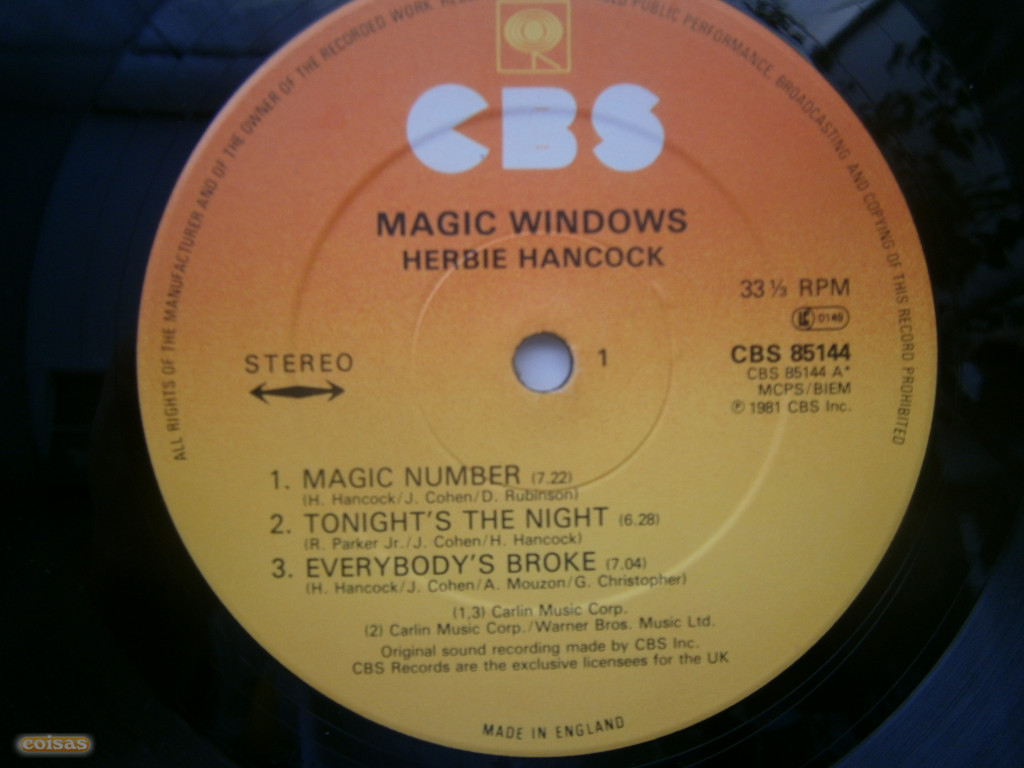 ALL RIGHTS OF THE MANUFACTURER AND OF THE OWNER OF THE RECORDED WORK PUBLIC PERFORMANCE, BROADCASTING AND COPYING OF THIS RECORD PROHIBITED
CBS
MAGIC WINDOWS
HERBIE HANCOCK
33 ⅓ RPM
LC 0149
STEREO
1
CBS 85144
CBS 85144 A*
MCPS/BIEM
℗ 1981 CBS Inc.
1. MAGIC NUMBER (7.22)
(H. Hancock/J. Cohen/D. Rubinson)
2. TONIGHT'S THE NIGHT (6.28)
(R. Parker Jr./J. Cohen/H. Hancock)
3. EVERYBODY'S BROKE (7.04)
(H. Hancock/J. Cohen/A. Mouzon/G. Christopher)
(1,3) Carlin Music Corp.
(2) Carlin Music Corp./Warner Bros. Music Ltd.
Original sound recording made by CBS Inc.
CBS Records are the exclusive licensees for the UK
MADE IN ENGLAND
coisas